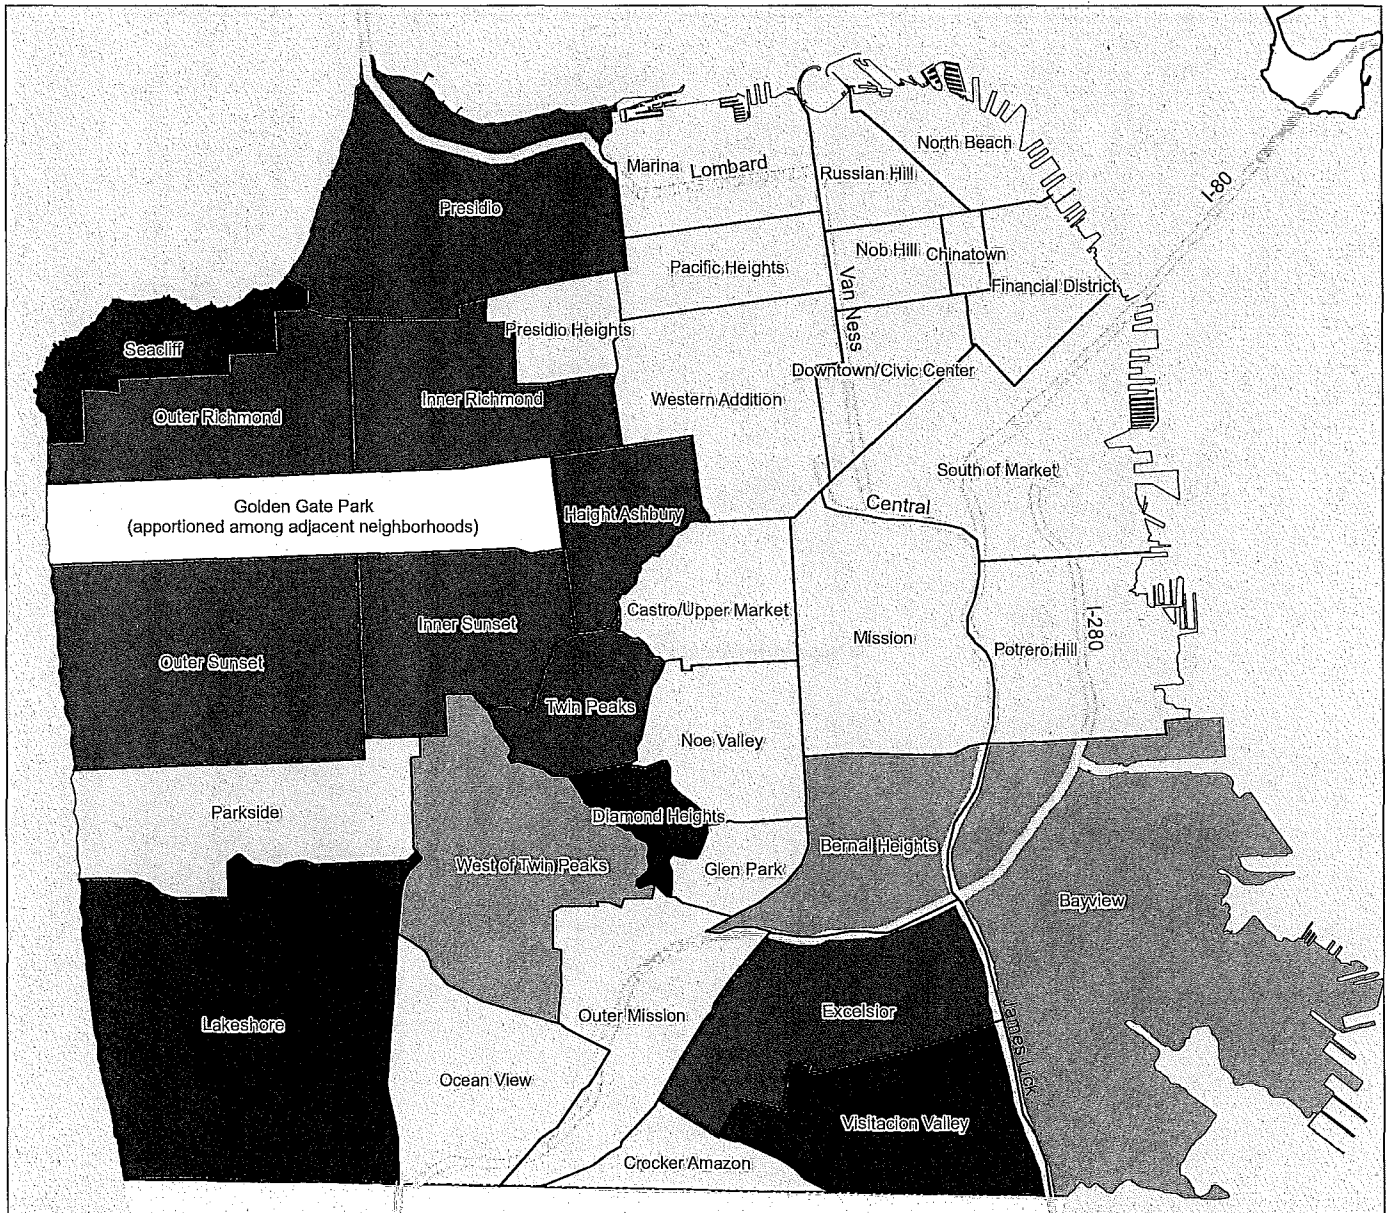 North Beach
Marina
Lombard
Russian Hill
I-80
Presidio
Nob Hill
Chinatown
Pacific Heights
Van Ness
Financial District
Presidio Heights
Seacliff
Downtown/Civic Center
Inner Richmond
Western Addition
Outer Richmond
South of Market
Golden Gate Park
(apportioned among adjacent neighborhoods)
Central
Haight Ashbury
Castro/Upper Market
Inner Sunset
I-280
Mission
Potrero Hill
Outer Sunset
Twin Peaks
Noe Valley
Parkside
Diamond Heights
Bernal Heights
West of Twin Peaks
Glen Park
Bayview
Excelsior
Outer Mission
Lakeshore
James Lick
Ocean View
Visitacion Valley
Crocker Amazon